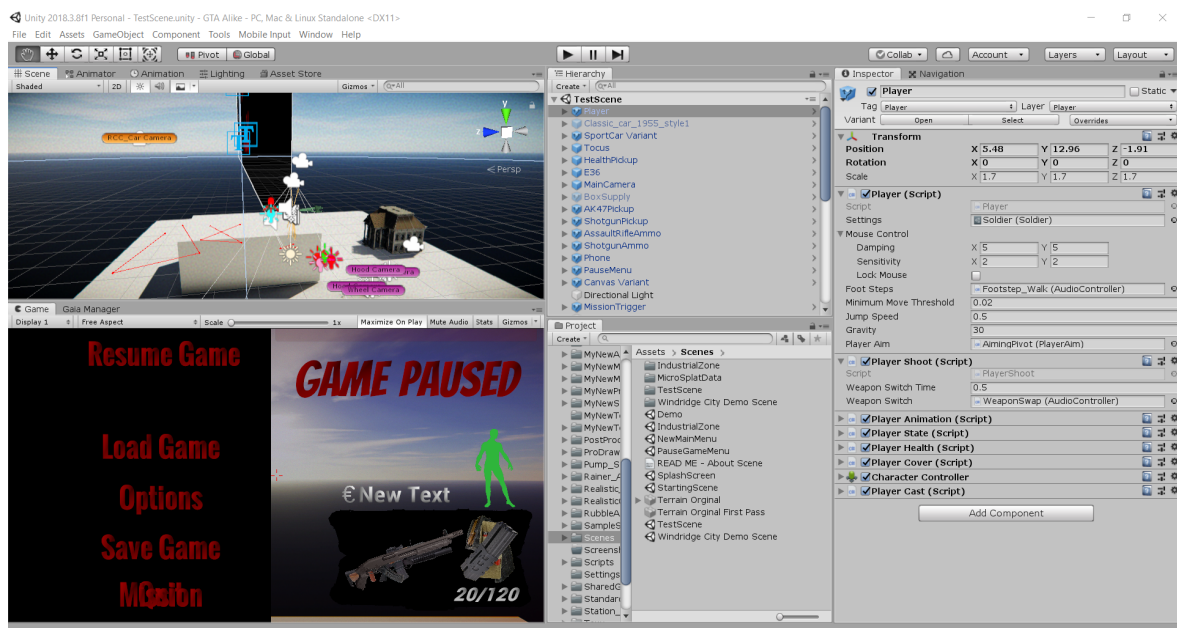 Unity 2018.3.8f1 Personal - TestScene.unity - GTA Alike - PC, Mac & Linux Standalone <DX11>
File Edit Assets GameObject Component Tools Mobile Input Window Help
Pivot Global Collab Account Layers Layout
Scene Animator Animation Lighting Asset Store
Shaded 2D Gizmos All
RCC_Car Camera
y
z
Persp
Hood Camera
Wheel Camera
Game Gaia Manager
Display 1 Free Aspect Scale 1x Maximize On Play Mute Audio Stats Gizmos
Resume Game
Load Game
Options
Save Game
GAME PAUSED
€ New Text
20/120
Hierarchy
Create All
TestScene
Player
Classic_car_1955_style1
SportCar Variant
Tocus
HealthPickup
E36
MainCamera
BoxSupply
AK47Pickup
ShotgunPickup
AssaultRifleAmmo
ShotgunAmmo
Phone
PauseMenu
Canvas Variant
Directional Light
MissionTrigger
Project
Create
MyNewA
MyNewM
MyNewM
MyNewPr
MyNewS
MyNewT
MyNewT
PostProc
ProDraw
Pump_S
Rainer_A
Realistic_
Realistic
RubbleA
SampleS
Scenes
Screensh
Scripts
Settings
SharedG
Standar
Station_
Assets > Scenes >
IndustrialZone
MicroSplatData
TestScene
Windridge City Demo Scene
Demo
IndustrialZone
NewMainMenu
PauseGameMenu
READ ME - About Scene
SplashScreen
StartingScene
Terrain Orginal
Terrain Orginal First Pass
TestScene
Windridge City Demo Scene
Inspector Navigation
Player Static
Tag Player Layer Player
Variant Open Select Overrides
Transform
Position X 5.48 Y 12.96 Z -1.91
Rotation X 0 Y 0 Z 0
Scale X 1.7 Y 1.7 Z 1.7
Player (Script)
Script Player
Settings Soldier (Soldier)
Mouse Control
Damping X 5 Y 5
Sensitivity X 2 Y 2
Lock Mouse
Foot Steps Footstep_Walk (AudioController)
Minimum Move Threshold 0.02
Jump Speed 0.5
Gravity 30
Player Aim AimingPivot (PlayerAim)
Player Shoot (Script)
Script PlayerShoot
Weapon Switch Time 0.5
Weapon Switch WeaponSwap (AudioController)
Player Animation (Script)
Player State (Script)
Player Health (Script)
Player Cover (Script)
Character Controller
Player Cast (Script)
Add Component